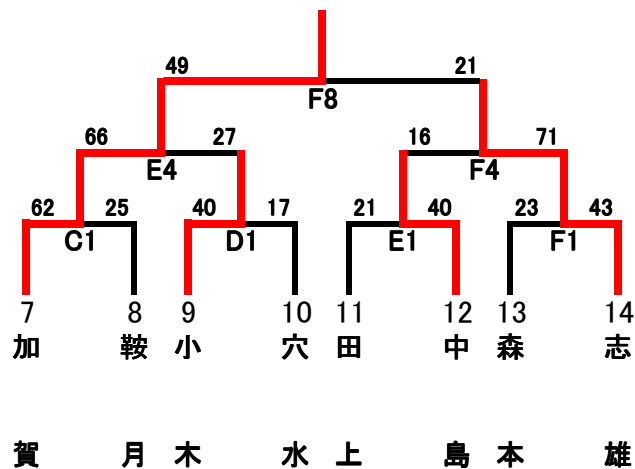 49 21
F8
66 27 16 71
E4 F4
62 25 40 17 21 40 23 43
C1 D1 E1 F1
7 8 9 10 11 12 13 14
加賀 鞍月 小木 穴水 田上 中島 森本 志雄